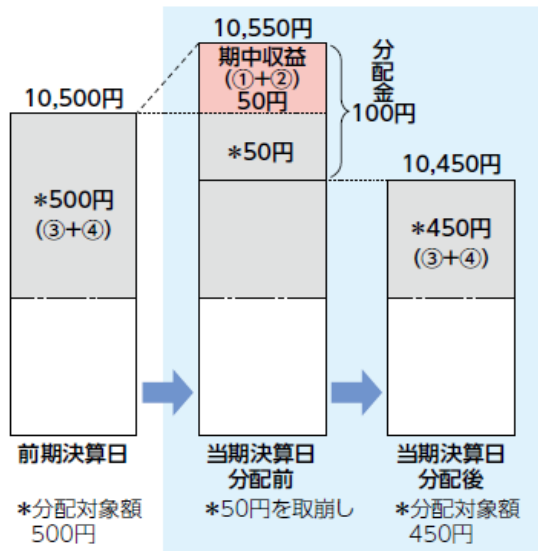 10,500円
*500円
(③+④)
前期決算日
*分配対象額
500円
10,550円
期中収益
(①+②)
50円
*50円
分配金
100円
当期決算日
分配前
*50円を取崩し
10,450円
*450円
(③+④)
当期決算日
分配後
*分配対象額
450円